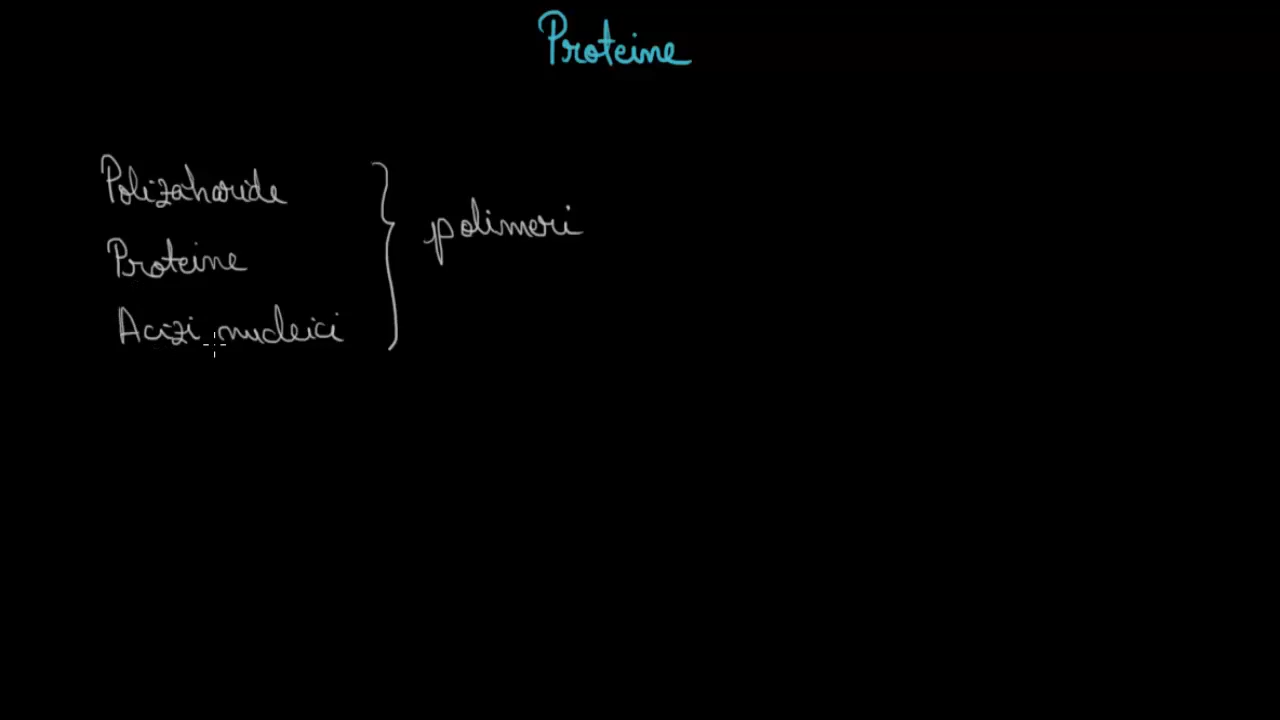 Proteine
Polizaharide
polimeri
Proteine
Acizi nucleici